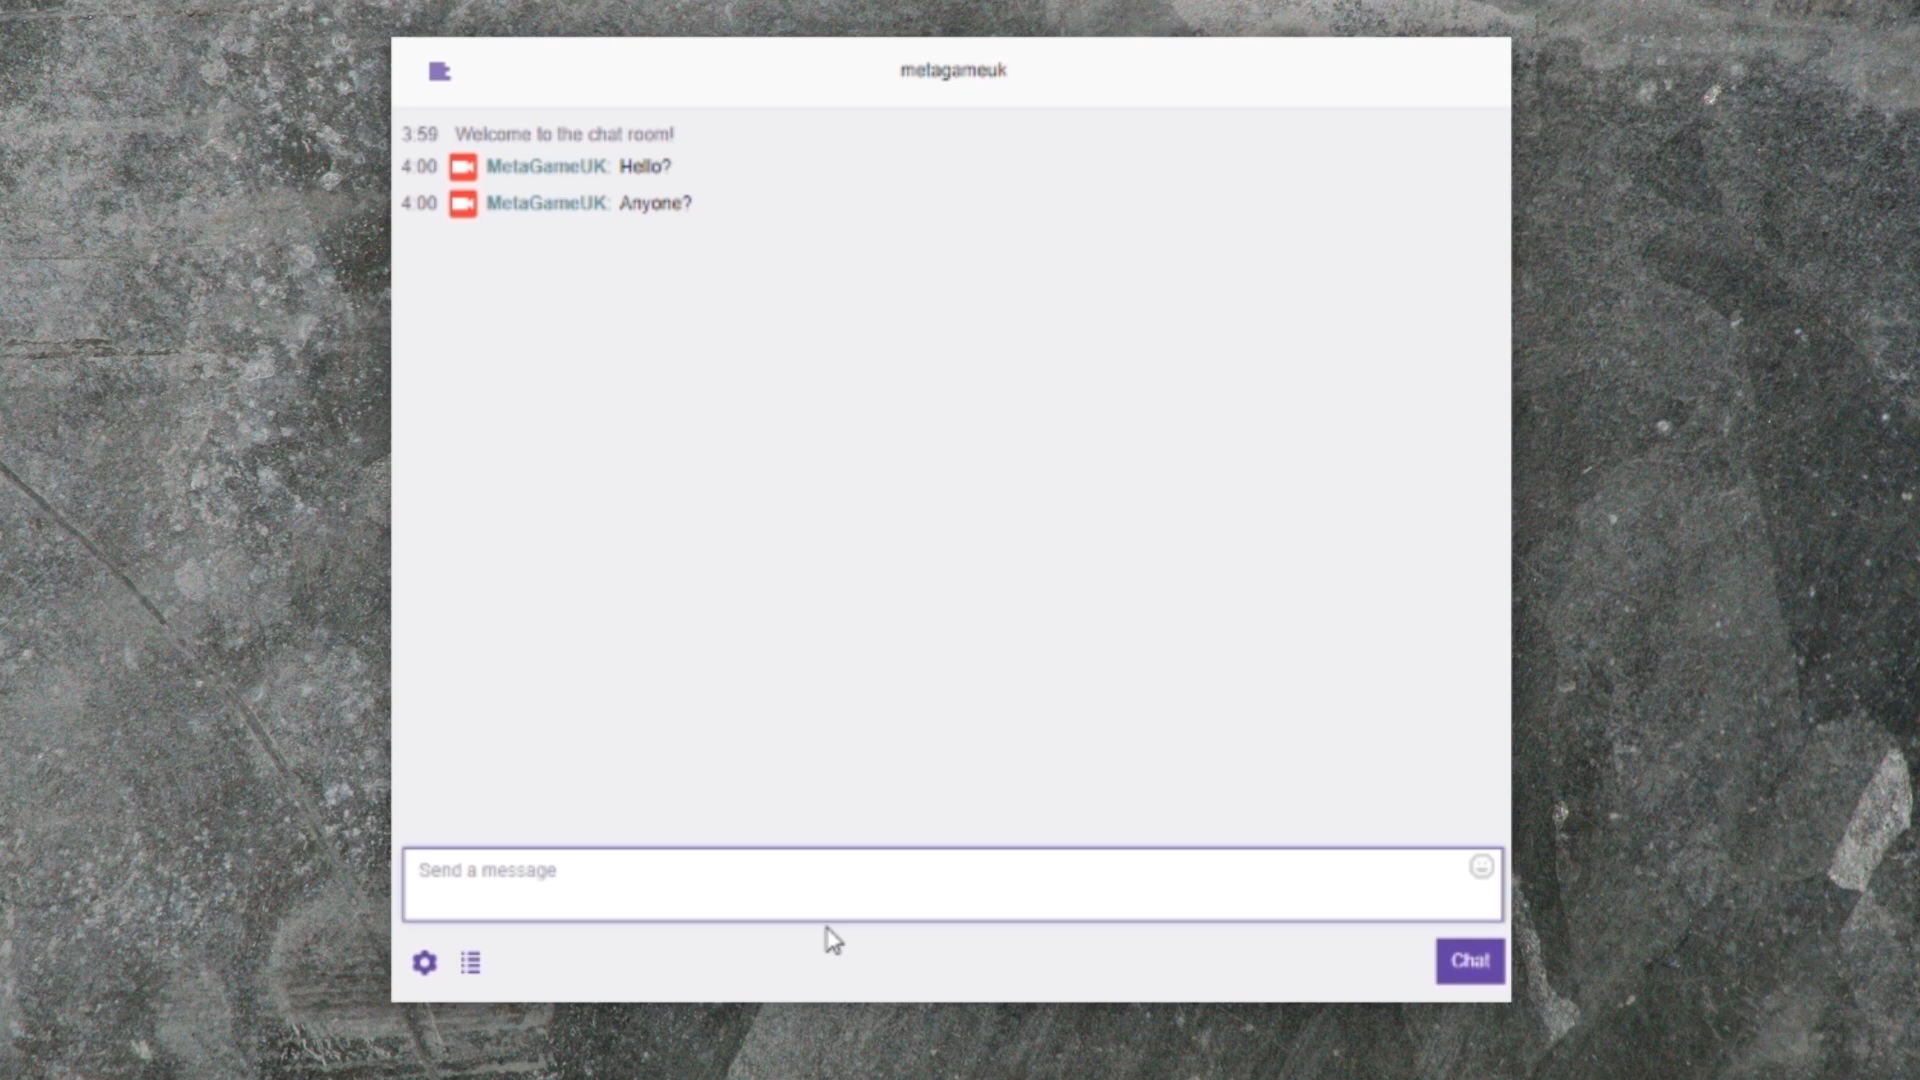 metagameuk
3:59 Welcome to the chat room!
4:00 MetaGameUK: Hello?
4:00 MetaGameUK: Anyone?
Send a message
Chat